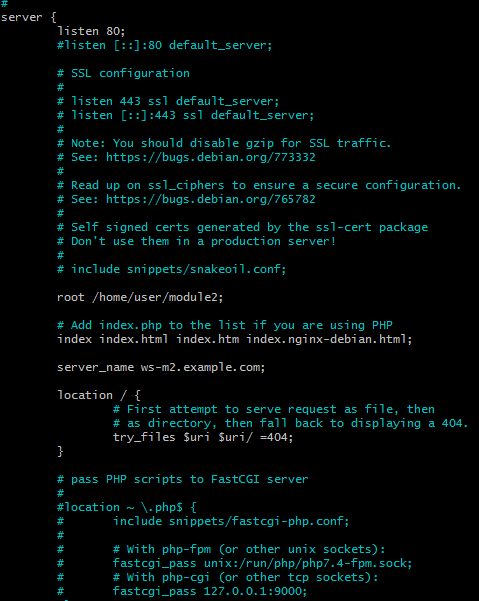 #
server {
        listen 80;
        #listen [::]:80 default_server;

        # SSL configuration
        #
        # listen 443 ssl default_server;
        # listen [::]:443 ssl default_server;
        #
        # Note: You should disable gzip for SSL traffic.
        # See: https://bugs.debian.org/773332
        #
        # Read up on ssl_ciphers to ensure a secure configuration.
        # See: https://bugs.debian.org/765782
        #
        # Self signed certs generated by the ssl-cert package
        # Don't use them in a production server!
        #
        # include snippets/snakeoil.conf;

        root /home/user/module2;

        # Add index.php to the list if you are using PHP
        index index.html index.htm index.nginx-debian.html;

        server_name ws-m2.example.com;

        location / {
                # First attempt to serve request as file, then
                # as directory, then fall back to displaying a 404.
                try_files $uri $uri/ =404;
        }

        # pass PHP scripts to FastCGI server
        #
        #location ~ \.php$ {
        #       include snippets/fastcgi-php.conf;
        #
        #       # With php-fpm (or other unix sockets):
        #       fastcgi_pass unix:/run/php/php7.4-fpm.sock;
        #       # With php-cgi (or other tcp sockets):
        #       fastcgi_pass 127.0.0.1:9000;